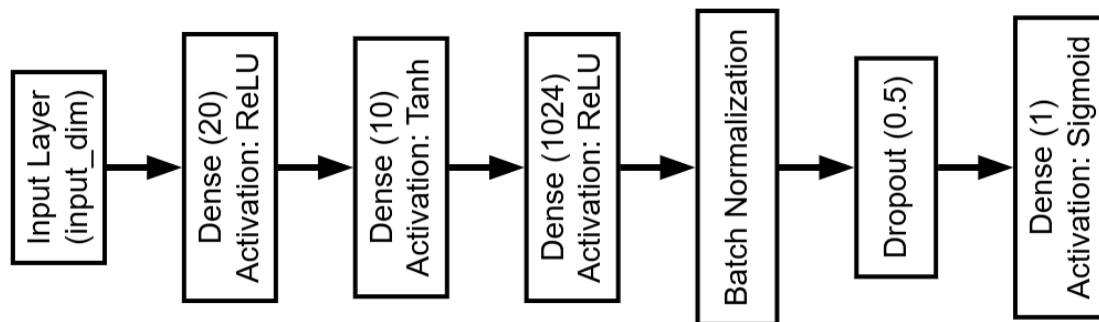 Input Layer
(input_dim)
Dense (20)
Activation: ReLU
Dense (10)
Activation: Tanh
Dense (1024)
Activation: ReLU
Batch Normalization
Dropout (0.5)
Dense (1)
Activation: Sigmoid